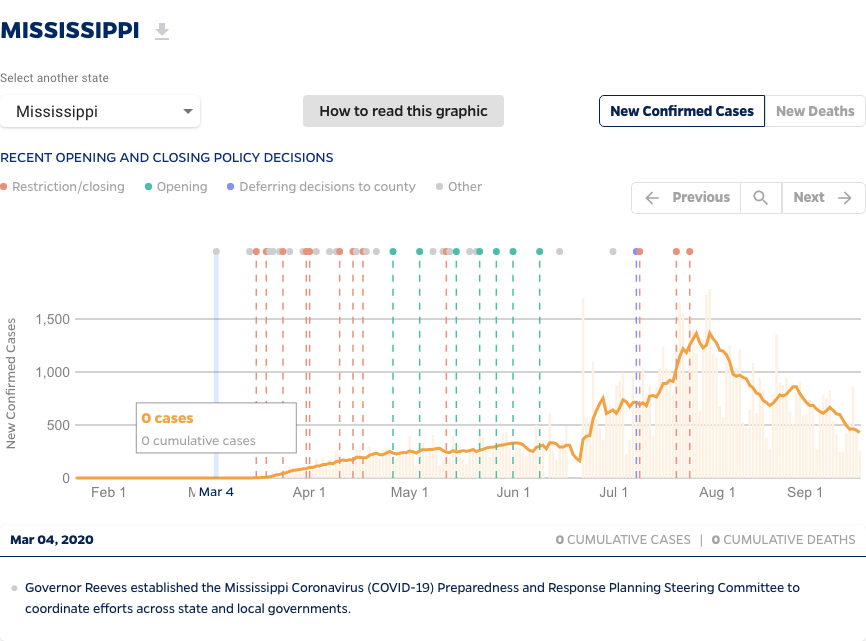 MISSISSIPPI
Select another state
Mississippi
How to read this graphic
New Confirmed Cases
New Deaths
RECENT OPENING AND CLOSING POLICY DECISIONS
Restriction/closing
Opening
Deferring decisions to county
Other
Previous
Next
New Confirmed Cases
1,500
1,000
500
0
0 cases
0 cumulative cases
Feb 1
M
Mar 4
Apr 1
May 1
Jun 1
Jul 1
Aug 1
Sep 1
Mar 04, 2020
0 CUMULATIVE CASES | 0 CUMULATIVE DEATHS
Governor Reeves established the Mississippi Coronavirus (COVID-19) Preparedness and Response Planning Steering Committee to
coordinate efforts across state and local governments.